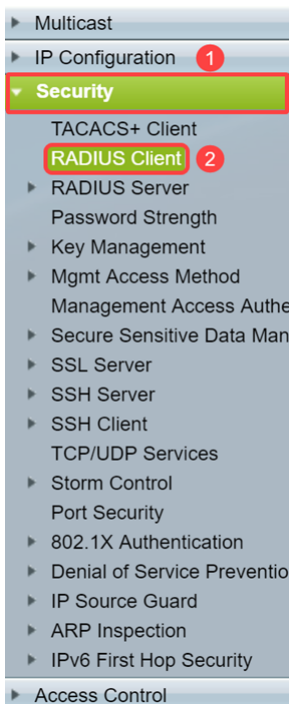 Multicast
IP Configuration 1
Security
TACACS+ Client
RADIUS Client 2
RADIUS Server
Password Strength
Key Management
Mgmt Access Method
Management Access Authe
Secure Sensitive Data Man
SSL Server
SSH Server
SSH Client
TCP/UDP Services
Storm Control
Port Security
802.1X Authentication
Denial of Service Preventio
IP Source Guard
ARP Inspection
IPv6 First Hop Security
Access Control